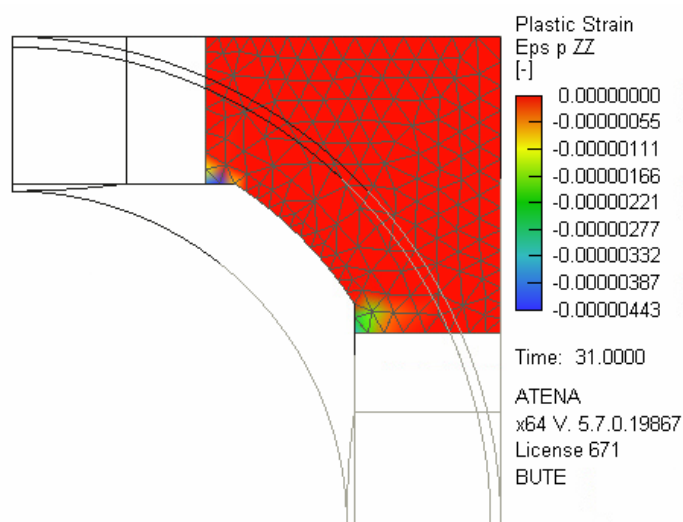 Plastic Strain
Eps p ZZ
[-]
0.00000000
-0.00000055
-0.00000111
-0.00000166
-0.00000221
-0.00000277
-0.00000332
-0.00000387
-0.00000443
Time: 31.0000
ATENA
x64 V. 5.7.0.19867
License 671
BUTE